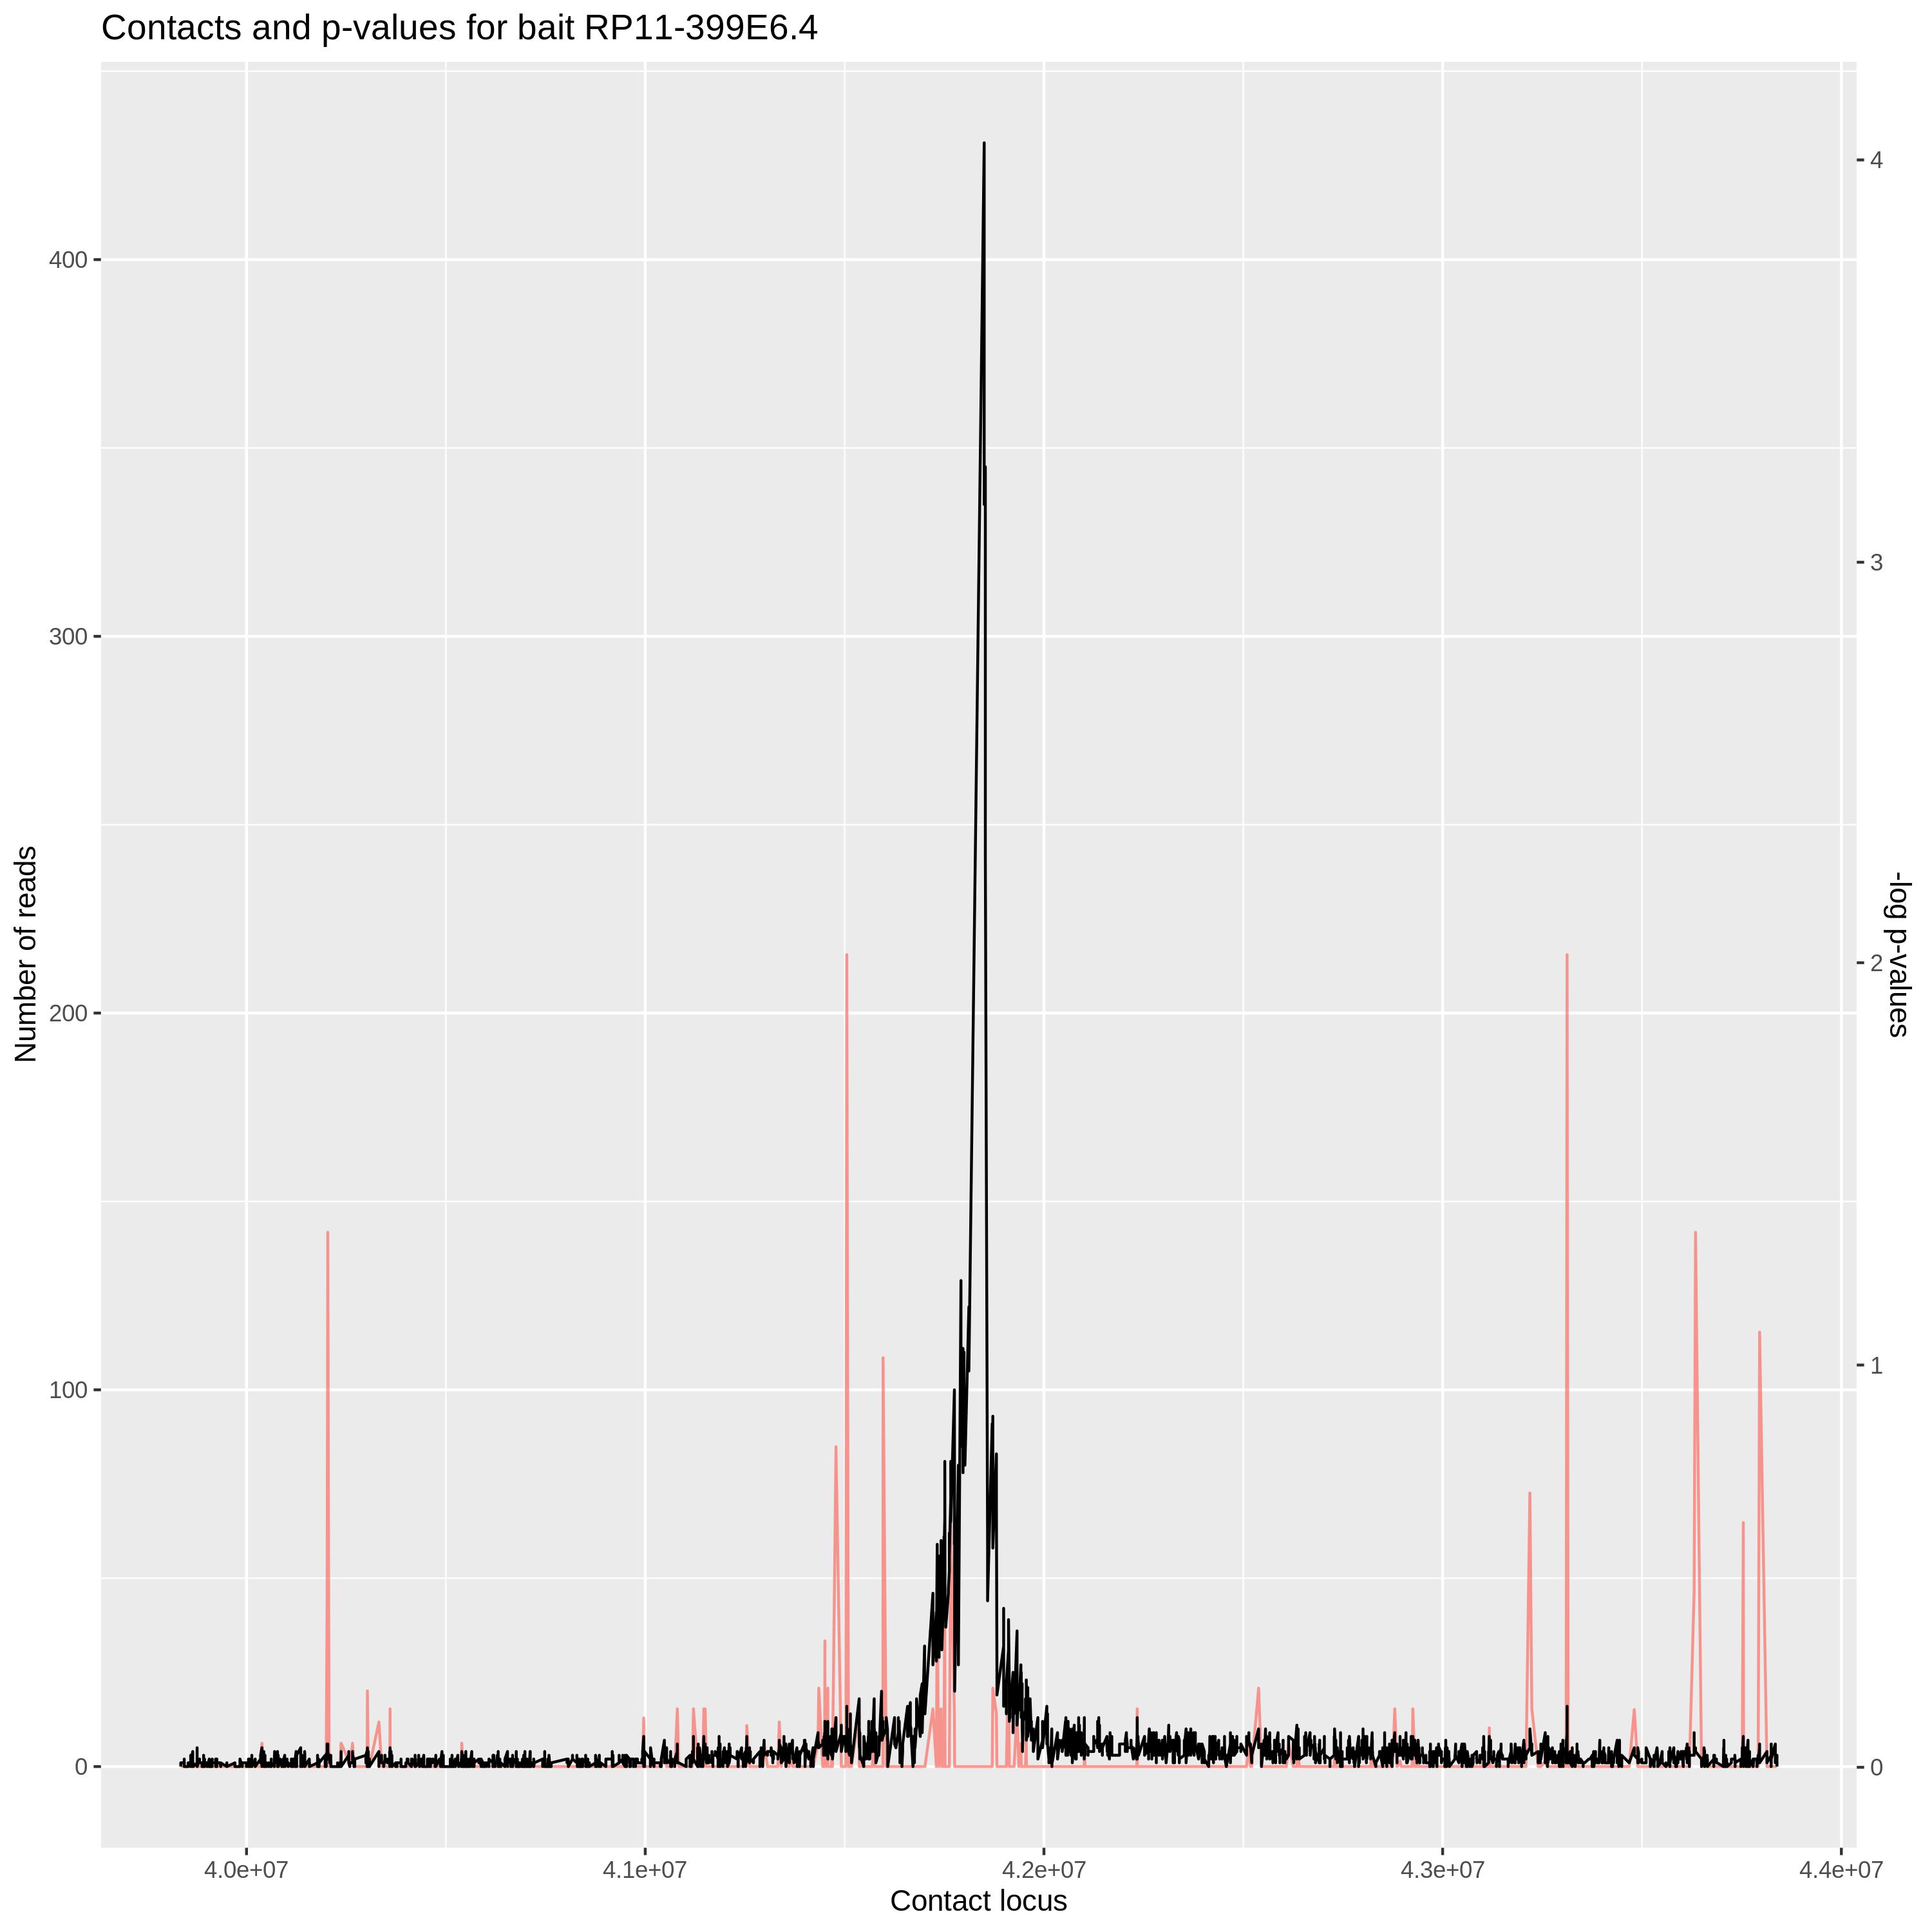 Contacts and p-values for bait RP11-399E6.4
Number of reads
400
300
200
100
0
4
3
2
1
0
-log p-values
4.0e+07
4.1e+07
4.2e+07
4.3e+07
4.4e+07
Contact locus